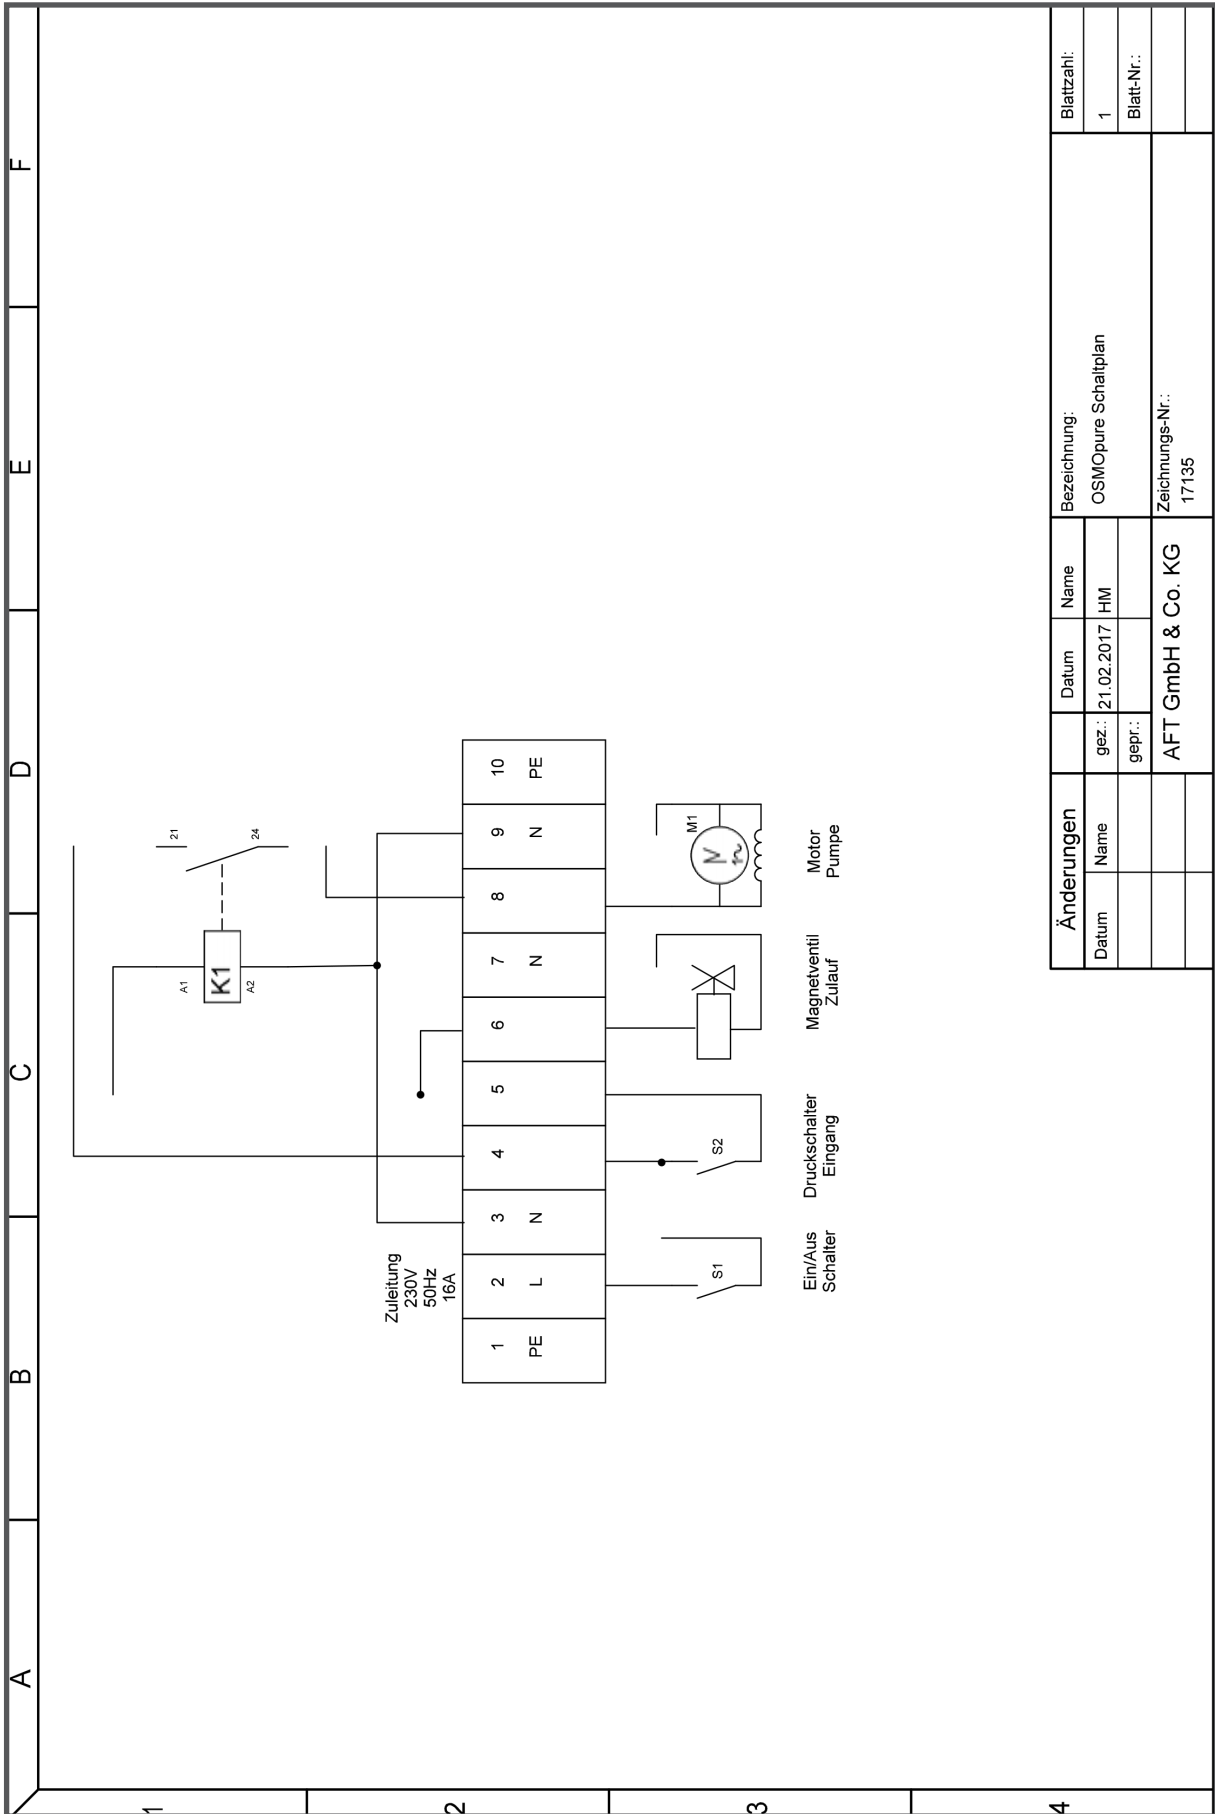 A
B
C
D
E
F
1
2
3
4
21
24
A1
K1
A2
Zuleitung
230V
50Hz
16A
1 2 3 4 5 6 7 8 9 10
PE L N N N PE
S1
S2
M1
M
Ein/Aus
Schalter
Druckschalter
Eingang
Magnetventil
Zulauf
Motor
Pumpe
Änderungen
Datum Name
Datum Name
gez.: 21.02.2017 HM
gepr.:
AFT GmbH & Co. KG
Bezeichnung:
OSMOpure Schaltplan
Zeichnungs-Nr.:
17135
Blattzahl:
1
Blatt-Nr.: